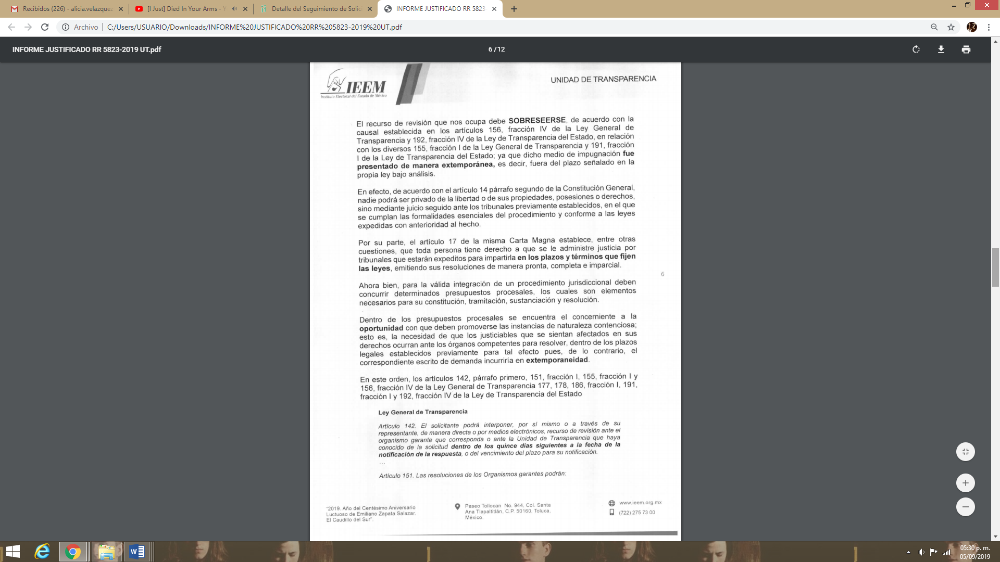 Recibidos (226) - alicia.velazquez
[I Just] Died In Your Arms - Y
Detalle del Seguimiento de Solic
INFORME JUSTIFICADO RR 5823-
Archivo
C:/Users/USUARIO/Downloads/INFORME%20JUSTIFICADO%20RR%205823-2019%20UT.pdf
INFORME JUSTIFICADO RR 5823-2019 UT.pdf
6 / 12
IEEM
Instituto Electoral del Estado de México
UNIDAD DE TRANSPARENCIA
El recurso de revisión que nos ocupa debe SOBRESEERSE, de acuerdo con la
causal establecida en los artículos 156, fracción IV de la Ley General de
Transparencia y 192, fracción IV de la Ley de Transparencia del Estado, en relación
con los diversos 155, fracción I de la Ley General de Transparencia y 191, fracción
I de la Ley de Transparencia del Estado; ya que dicho medio de impugnación fue
presentado de manera extemporánea, es decir, fuera del plazo señalado en la
propia ley bajo análisis.
En efecto, de acuerdo con el artículo 14 párrafo segundo de la Constitución General,
nadie podrá ser privado de la libertad o de sus propiedades, posesiones o derechos,
sino mediante juicio seguido ante los tribunales previamente establecidos, en el que
se cumplan las formalidades esenciales del procedimiento y conforme a las leyes
expedidas con anterioridad al hecho.
Por su parte, el artículo 17 de la misma Carta Magna establece, entre otras
cuestiones, que toda persona tiene derecho a que se le administre justicia por
tribunales que estarán expeditos para impartirla en los plazos y términos que fijen
las leyes, emitiendo sus resoluciones de manera pronta, completa e imparcial.
6
Ahora bien, para la válida integración de un procedimiento jurisdiccional deben
concurrir determinados presupuestos procesales, los cuales son elementos
necesarios para su constitución, tramitación, sustanciación y resolución.
Dentro de los presupuestos procesales se encuentra el concerniente a la
oportunidad con que deben promoverse las instancias de naturaleza contenciosa;
esto es, la necesidad de que los justiciables que se sientan afectados en sus
derechos ocurran ante los órganos competentes para resolver, dentro de los plazos
legales establecidos previamente para tal efecto pues, de lo contrario, el
correspondiente escrito de demanda incurriría en extemporaneidad.
En este orden, los artículos 142, párrafo primero, 151, fracción I, 155, fracción I y
156, fracción IV de la Ley General de Transparencia 177, 178, 186, fracción I, 191,
fracción I y 192, fracción IV de la Ley de Transparencia del Estado
Ley General de Transparencia
Artículo 142. El solicitante podrá interponer, por sí mismo o a través de su
representante, de manera directa o por medios electrónicos, recurso de revisión ante el
organismo garante que corresponda o ante la Unidad de Transparencia que haya
conocido de la solicitud dentro de los quince días siguientes a la fecha de la
notificación de la respuesta, o del vencimiento del plazo para su notificación.
...
Artículo 151. Las resoluciones de los Organismos garantes podrán:
"2019. Año del Centésimo Aniversario
Luctuoso de Emiliano Zapata Salazar.
El Caudillo del Sur".
Paseo Tollocan No. 944, Col. Santa
Ana Tlapaltitlán, C.P. 50160, Toluca,
México.
www.ieem.org.mx
(722) 275 73 00
05:30 p. m.
05/09/2019